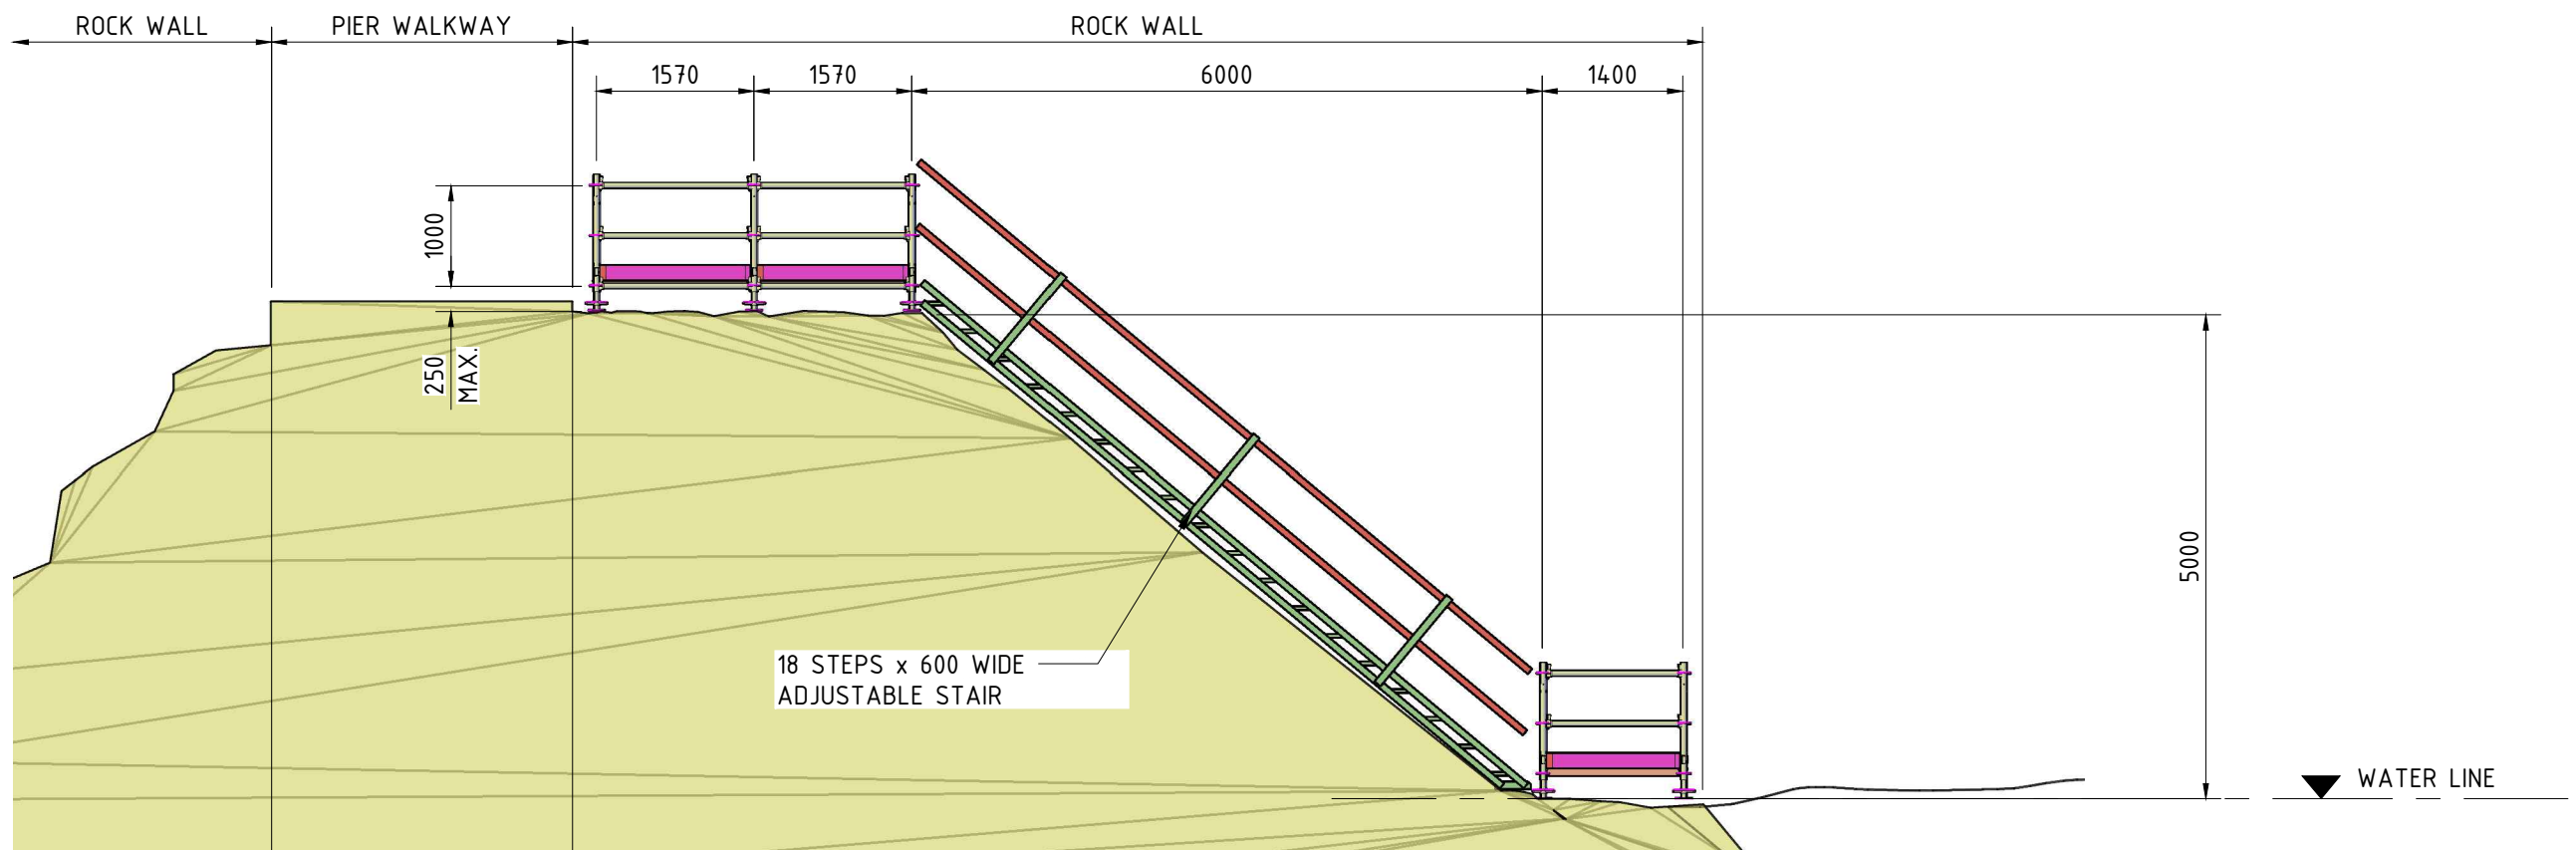 ROCK WALL
PIER WALKWAY
ROCK WALL
1570
1570
6000
1400
1000
250
MAX.
5000
18 STEPS x 600 WIDE
ADJUSTABLE STAIR
WATER LINE